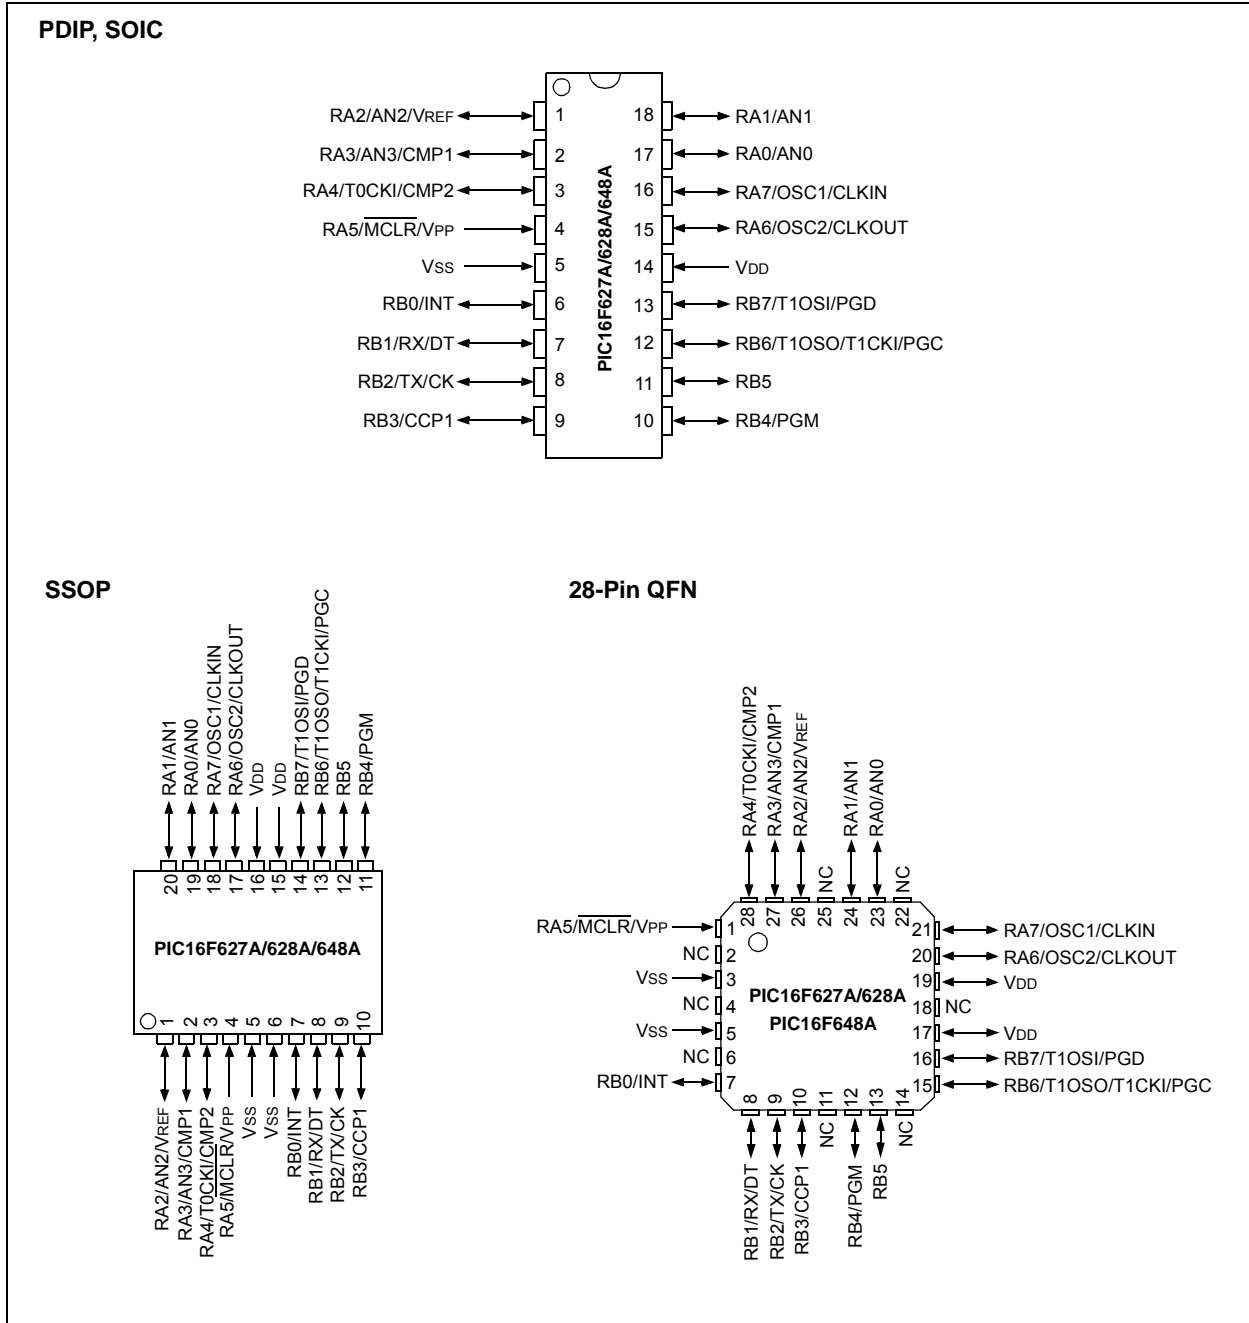 PDIP, SOIC
RA2/AN2/VREF 1 18 RA1/AN1
RA3/AN3/CMP1 2 17 RA0/AN0
RA4/T0CKI/CMP2 3 16 RA7/OSC1/CLKIN
RA5/MCLR/VPP 4 15 RA6/OSC2/CLKOUT
VSS 5 14 VDD
RB0/INT 6 13 RB7/T1OSI/PGD
RB1/RX/DT 7 12 RB6/T1OSO/T1CKI/PGC
RB2/TX/CK 8 11 RB5
RB3/CCP1 9 10 RB4/PGM
PIC16F627A/628A/648A
SSOP
RA1/AN1
RA0/AN0
RA7/OSC1/CLKIN
RA6/OSC2/CLKOUT
VDD
VDD
RB7/T1OSI/PGD
RB6/T1OSO/T1CKI/PGC
RB5
RB4/PGM
20 19 18 17 16 15 14 13 12 11
PIC16F627A/628A/648A
1 2 3 4 5 6 7 8 9 10
RA2/AN2/VREF
RA3/AN3/CMP1
RA4/T0CKI/CMP2
RA5/MCLR/VPP
VSS
VSS
RB0/INT
RB1/RX/DT
RB2/TX/CK
RB3/CCP1
28-Pin QFN
RA4/T0CKI/CMP2
RA3/AN3/CMP1
RA2/AN2/VREF
NC
RA1/AN1
RA0/AN0
NC
28 27 26 25 24 23 22
RA5/MCLR/VPP 1 21 RA7/OSC1/CLKIN
NC 2 20 RA6/OSC2/CLKOUT
VSS 3 19 VDD
NC 4 18 NC
VSS 5 17 VDD
NC 6 16 RB7/T1OSI/PGD
RB0/INT 7 15 RB6/T1OSO/T1CKI/PGC
PIC16F627A/628A
PIC16F648A
8 9 10 11 12 13 14
RB1/RX/DT
RB2/TX/CK
RB3/CCP1
NC
RB4/PGM
RB5
NC